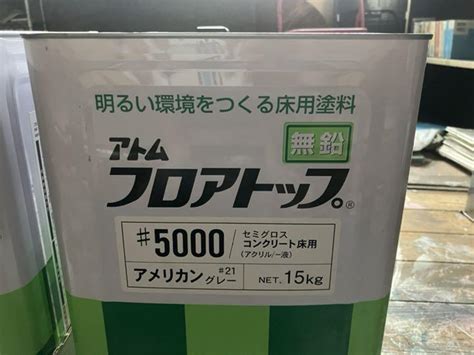 明るい環境をつくる床用塗料
無鉛
アトム
フロアトップ®
#5000 セミグロス
コンクリート床用
(アクリル/一液)
アメリカン #21
グレー NET. 15kg